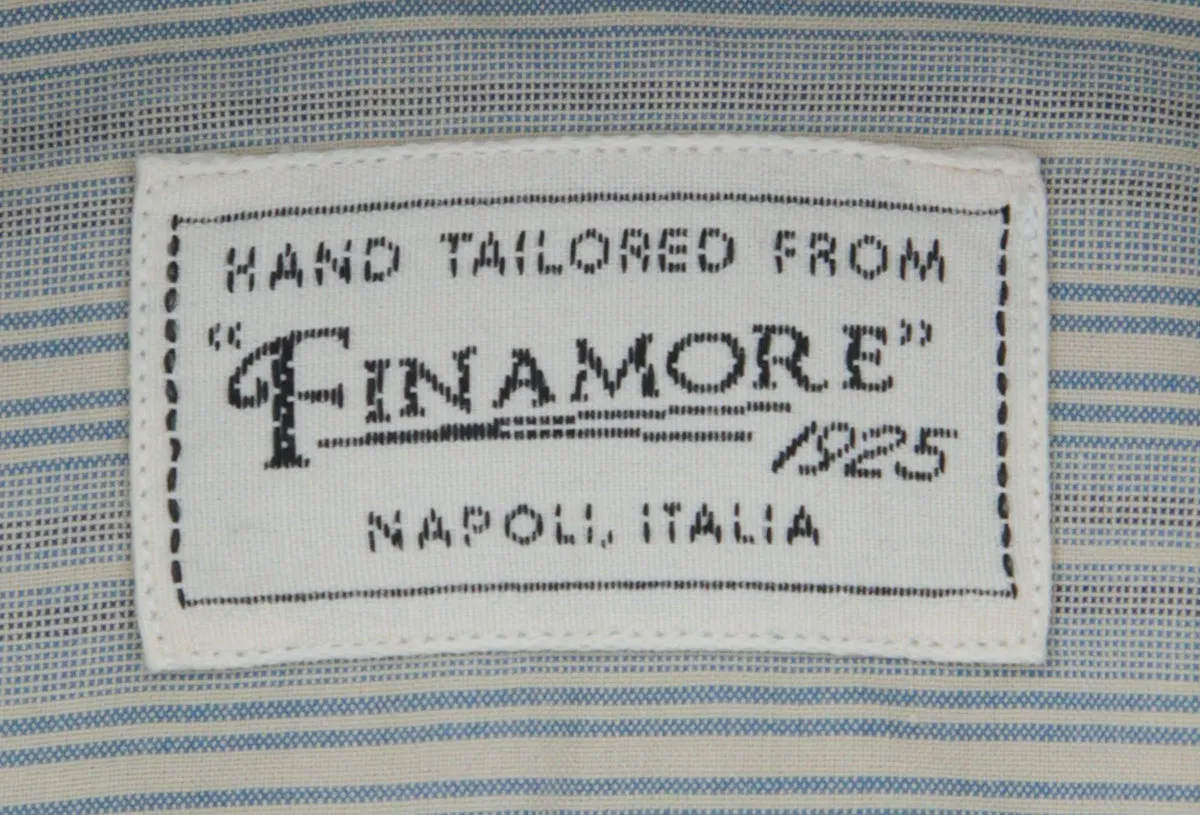 HAND TAILORED FROM
"FINAMORE"
1925
NAPOLI, ITALIA